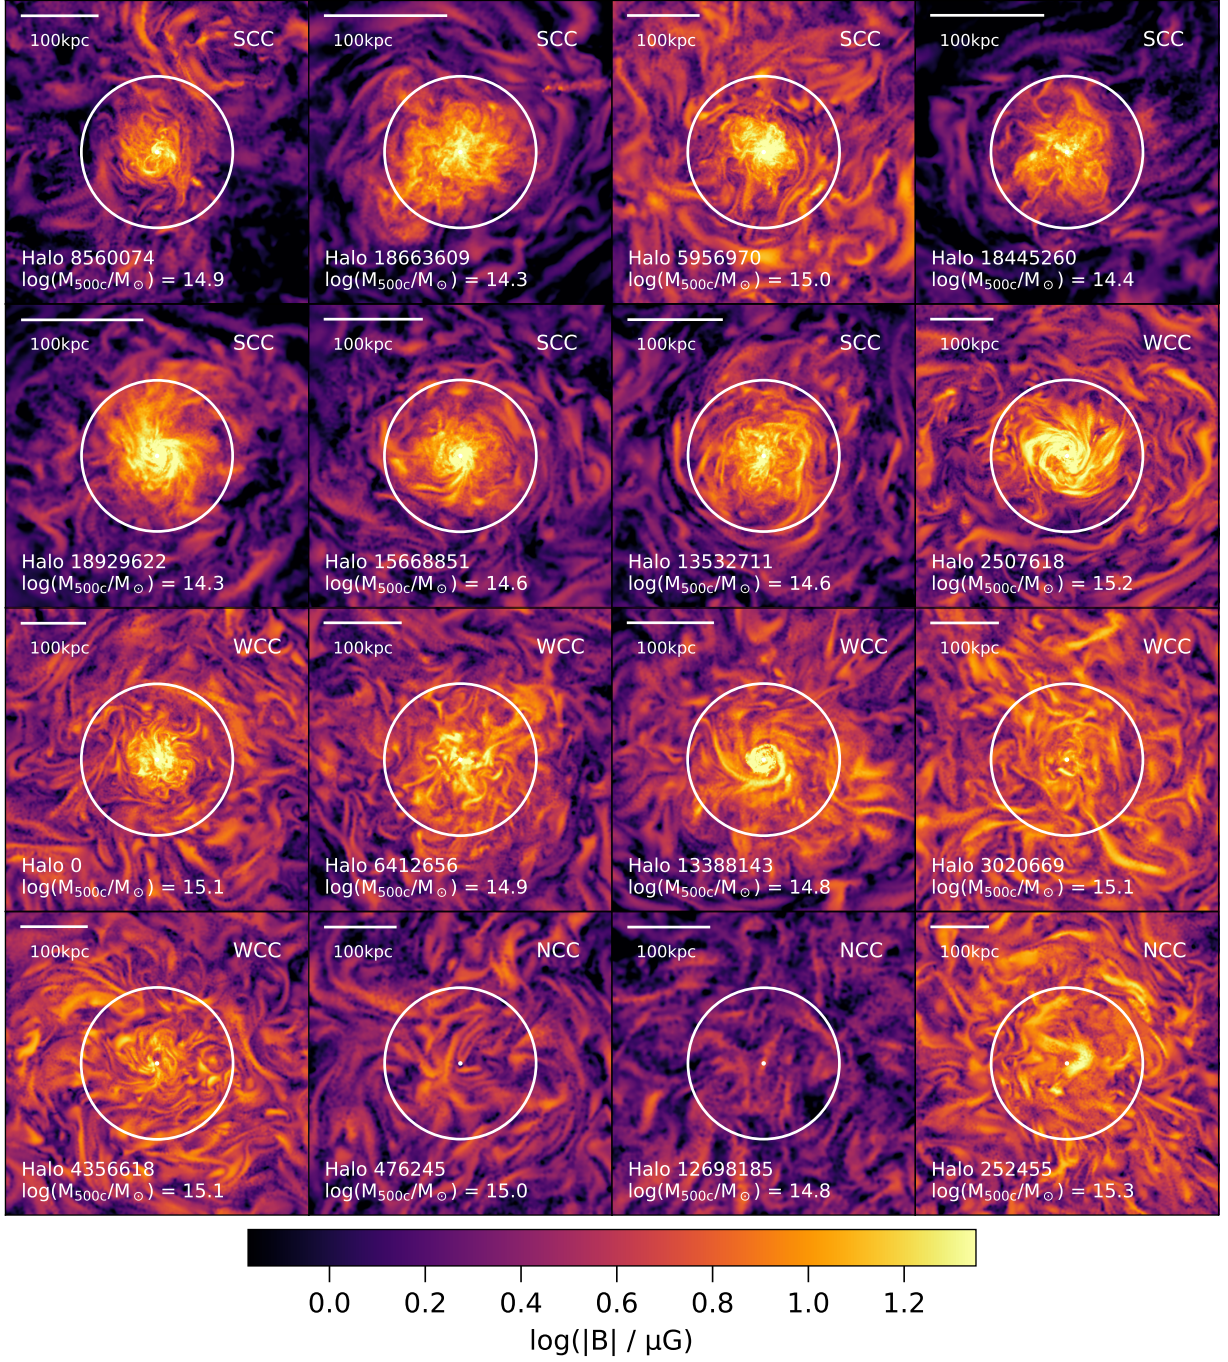 100kpc SCC
Halo 8560074
log(M500c/M⊙) = 14.9
100kpc SCC
Halo 18663609
log(M500c/M⊙) = 14.3
100kpc SCC
Halo 5956970
log(M500c/M⊙) = 15.0
100kpc SCC
Halo 18445260
log(M500c/M⊙) = 14.4
100kpc SCC
Halo 18929622
log(M500c/M⊙) = 14.3
100kpc SCC
Halo 15668851
log(M500c/M⊙) = 14.6
100kpc SCC
Halo 13532711
log(M500c/M⊙) = 14.6
100kpc WCC
Halo 2507618
log(M500c/M⊙) = 15.2
100kpc WCC
Halo 0
log(M500c/M⊙) = 15.1
100kpc WCC
Halo 6412656
log(M500c/M⊙) = 14.9
100kpc WCC
Halo 13388143
log(M500c/M⊙) = 14.8
100kpc WCC
Halo 3020669
log(M500c/M⊙) = 15.1
100kpc WCC
Halo 4356618
log(M500c/M⊙) = 15.1
100kpc NCC
Halo 476245
log(M500c/M⊙) = 15.0
100kpc NCC
Halo 12698185
log(M500c/M⊙) = 14.8
100kpc NCC
Halo 252455
log(M500c/M⊙) = 15.3
0.0 0.2 0.4 0.6 0.8 1.0 1.2
log(|B| / μG)